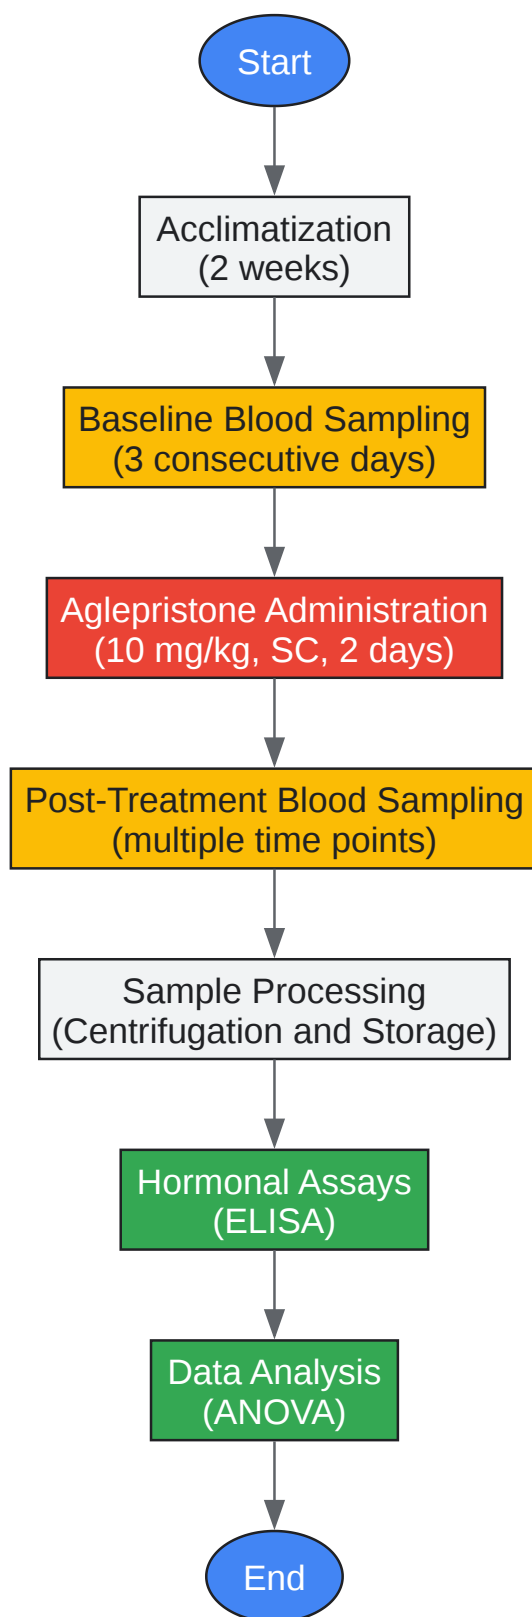 Start
Acclimatization
(2 weeks)
Baseline Blood Sampling
(3 consecutive days)
Aglepristone Administration
(10 mg/kg, SC, 2 days)
Post-Treatment Blood Sampling
(multiple time points)
Sample Processing
(Centrifugation and Storage)
Hormonal Assays
(ELISA)
Data Analysis
(ANOVA)
End